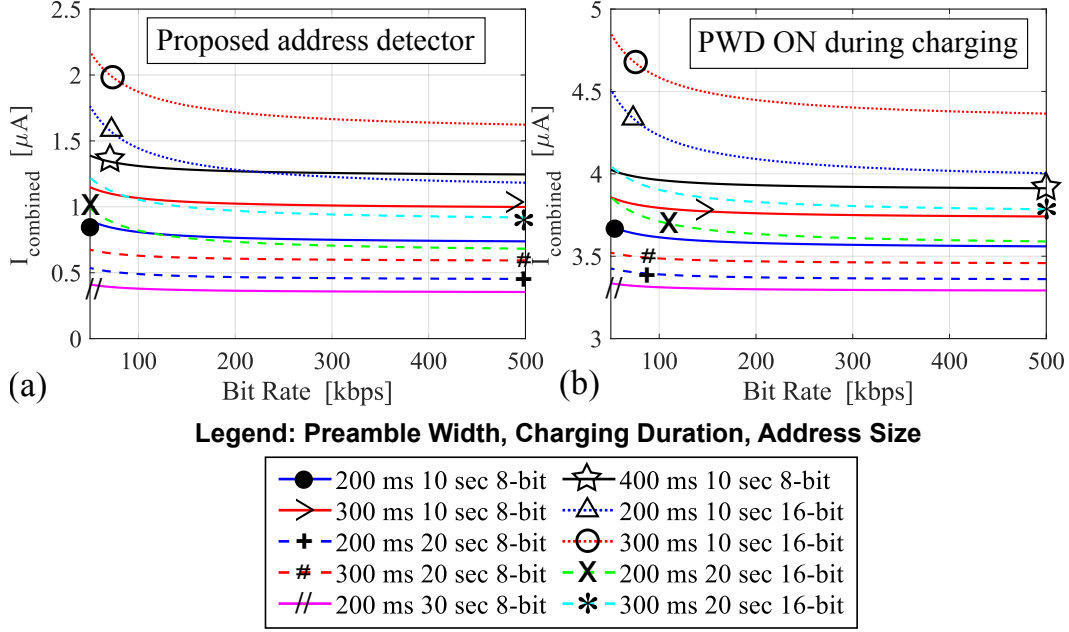 Proposed address detector
I_combined [μA]
2.5
2
1.5
1
0.5
0
100
200
300
400
500
Bit Rate [kbps]
(a)
PWD ON during charging
I_combined [μA]
5
4.5
4
3.5
3
100
200
300
400
500
Bit Rate [kbps]
(b)
Legend: Preamble Width, Charging Duration, Address Size
200 ms 10 sec 8-bit
300 ms 10 sec 8-bit
200 ms 20 sec 8-bit
300 ms 20 sec 8-bit
200 ms 30 sec 8-bit
400 ms 10 sec 8-bit
200 ms 10 sec 16-bit
300 ms 10 sec 16-bit
200 ms 20 sec 16-bit
300 ms 20 sec 16-bit